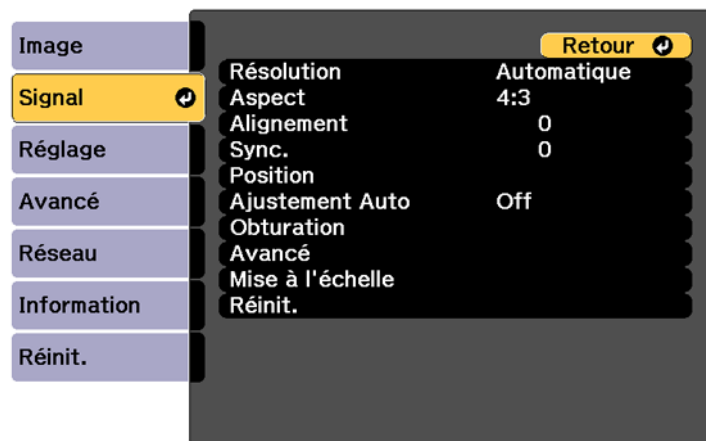 Image
Signal
Réglage
Avancé
Réseau
Information
Réinit.
Retour
Résolution Automatique
Aspect 4:3
Alignement 0
Sync. 0
Position
Ajustement Auto Off
Obturation
Avancé
Mise à l'échelle
Réinit.